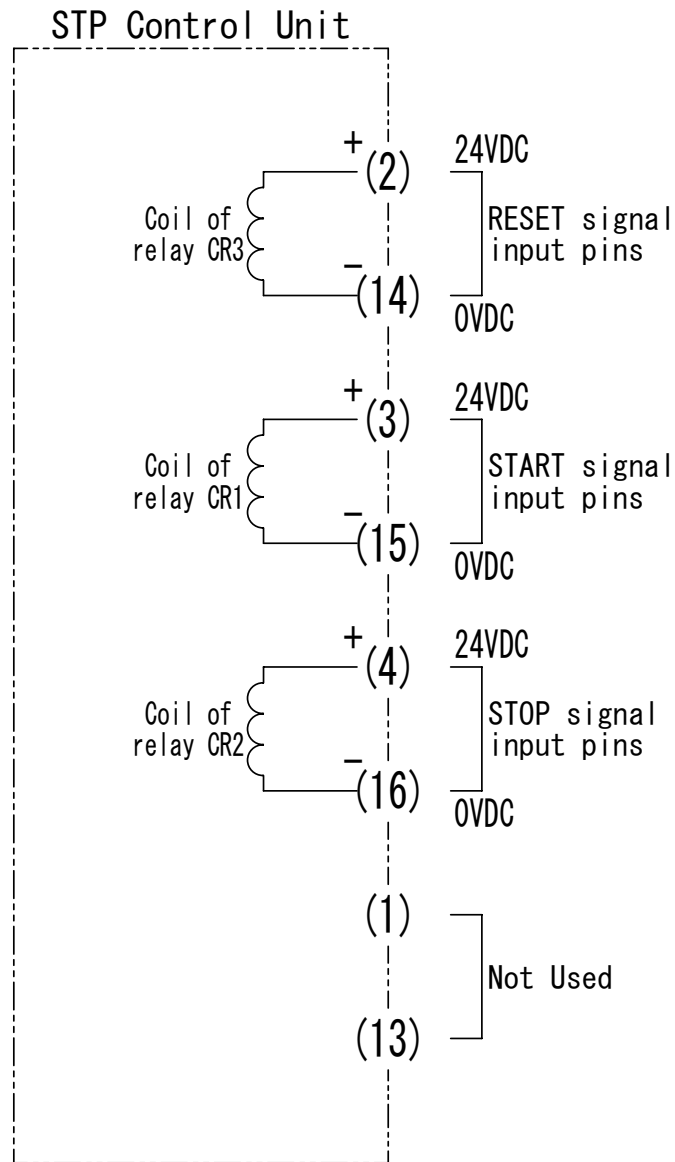 STP Control Unit
+
(2)
24VDC
Coil of
relay CR3
RESET signal
input pins
−
(14)
0VDC
+
(3)
24VDC
Coil of
relay CR1
START signal
input pins
−
(15)
0VDC
+
(4)
24VDC
Coil of
relay CR2
STOP signal
input pins
−
(16)
0VDC
(1)
Not Used
(13)